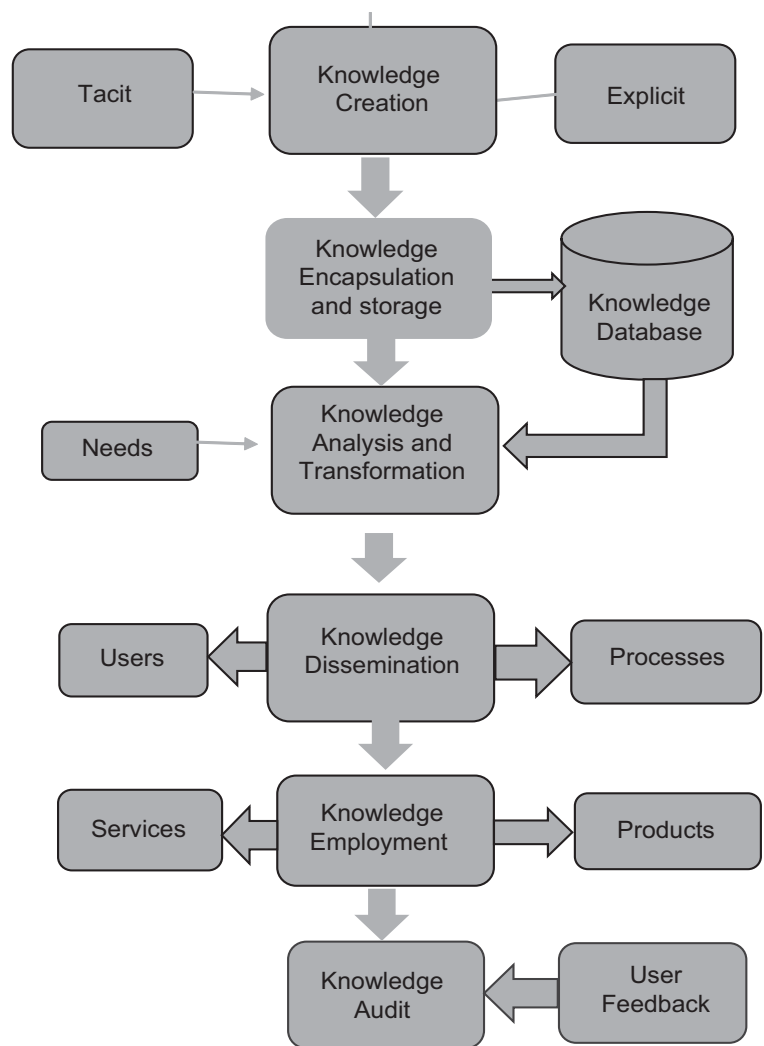 Tacit
Knowledge
Creation
Explicit
Knowledge
Encapsulation
and storage
Knowledge
Database
Needs
Knowledge
Analysis and
Transformation
Users
Knowledge
Dissemination
Processes
Services
Knowledge
Employment
Products
Knowledge
Audit
User
Feedback